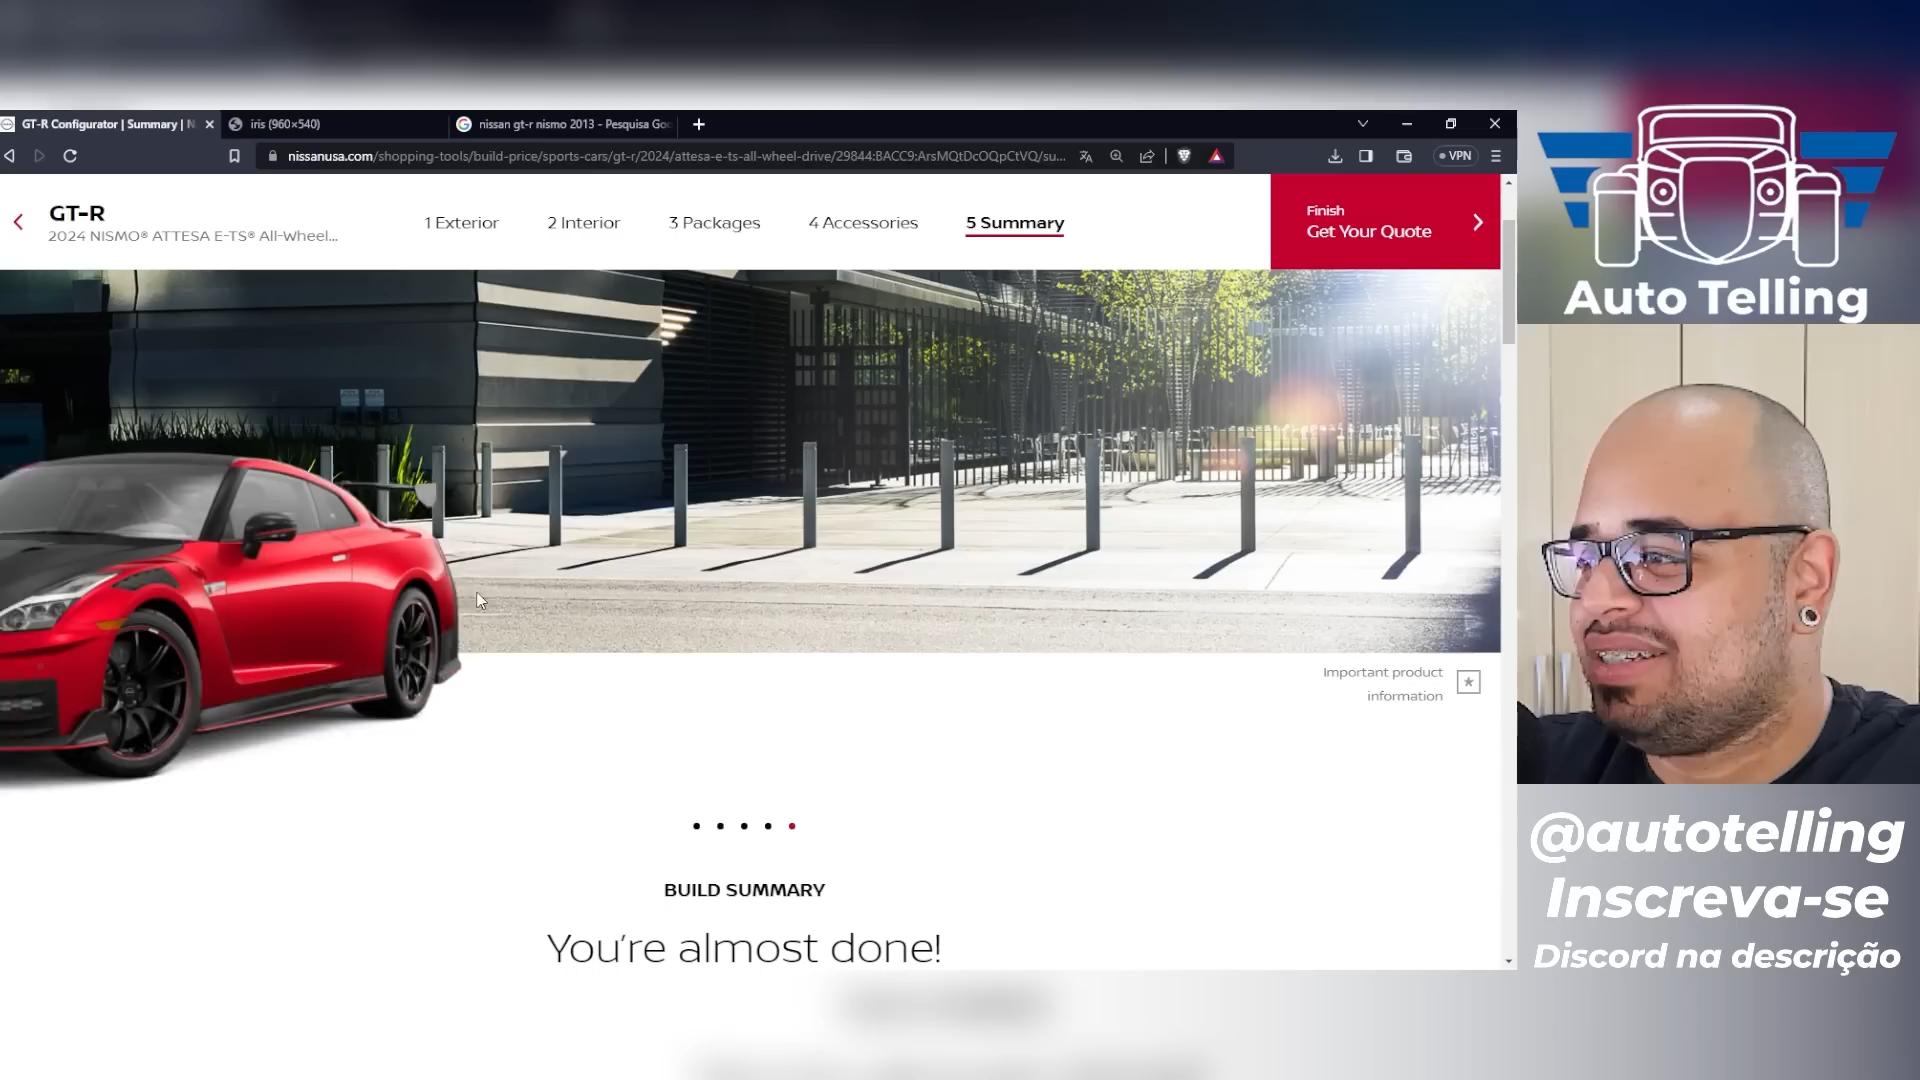 GT-R Configurator | Summary | N
iris (960×540)
nissan gt-r nismo 2013 - Pesquisa Goo
nissanusa.com/shopping-tools/build-price/sports-cars/gt-r/2024/attesa-e-ts-all-wheel-drive/29844:BACC9:ArsMQtDcOQpCtVQ/su...
VPN
GT-R
2024 NISMO® ATTESA E-TS® All-Wheel...
1 Exterior
2 Interior
3 Packages
4 Accessories
5 Summary
Finish
Get Your Quote
Important product
information
BUILD SUMMARY
You're almost done!
Auto Telling
@autotelling
Inscreva-se
Discord na descrição